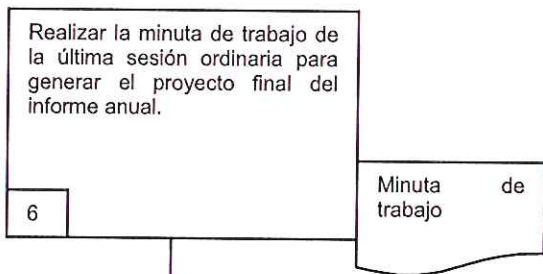 Realizar la minuta de trabajo de
la última sesión ordinaria para
generar el proyecto final del
informe anual.
6
Minuta de
trabajo